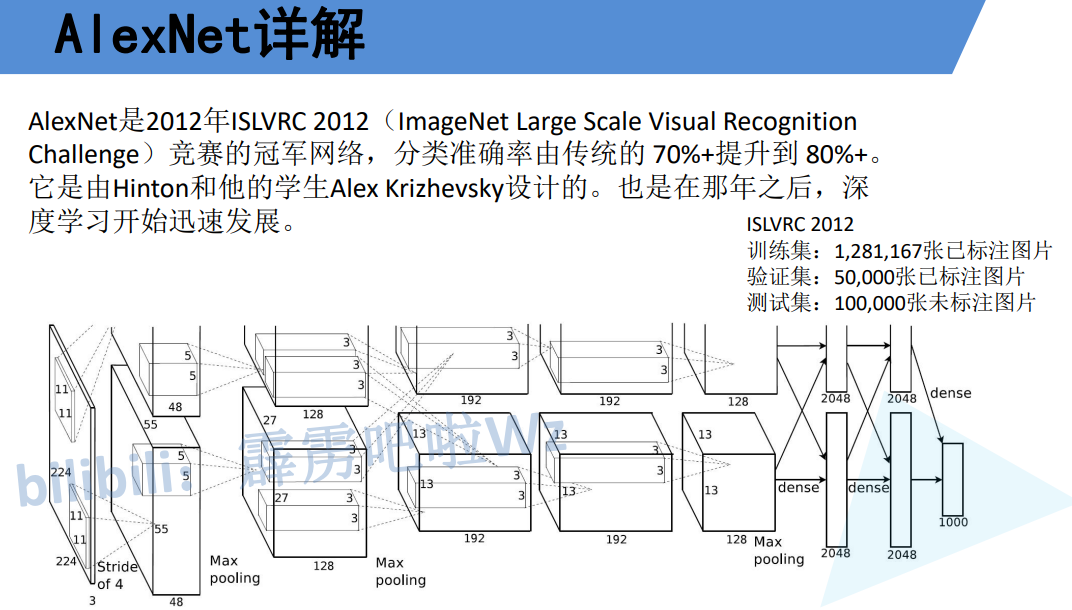 AlexNet详解
AlexNet是2012年ISLVRC 2012（ImageNet Large Scale Visual Recognition
Challenge）竞赛的冠军网络，分类准确率由传统的 70%+提升到 80%+。
它是由Hinton和他的学生Alex Krizhevsky设计的。也是在那年之后，深
度学习开始迅速发展。
ISLVRC 2012
训练集：1,281,167张已标注图片
验证集：50,000张已标注图片
测试集：100,000张未标注图片
3
3
3
5
3
3
3
3
5
3
3
11
11
48
128
192
192
128
2048
2048
dense
55
27
13
13
13
bilibili: 霹雳吧啦Wz
5
3
3
3
5
3
3
3
224
13
13
13
dense
dense
27
3
11
3
55
11
1000
192
192
128
Max
pooling
2048
2048
224
Stride
of 4
Max
pooling
128
Max
pooling
3
48